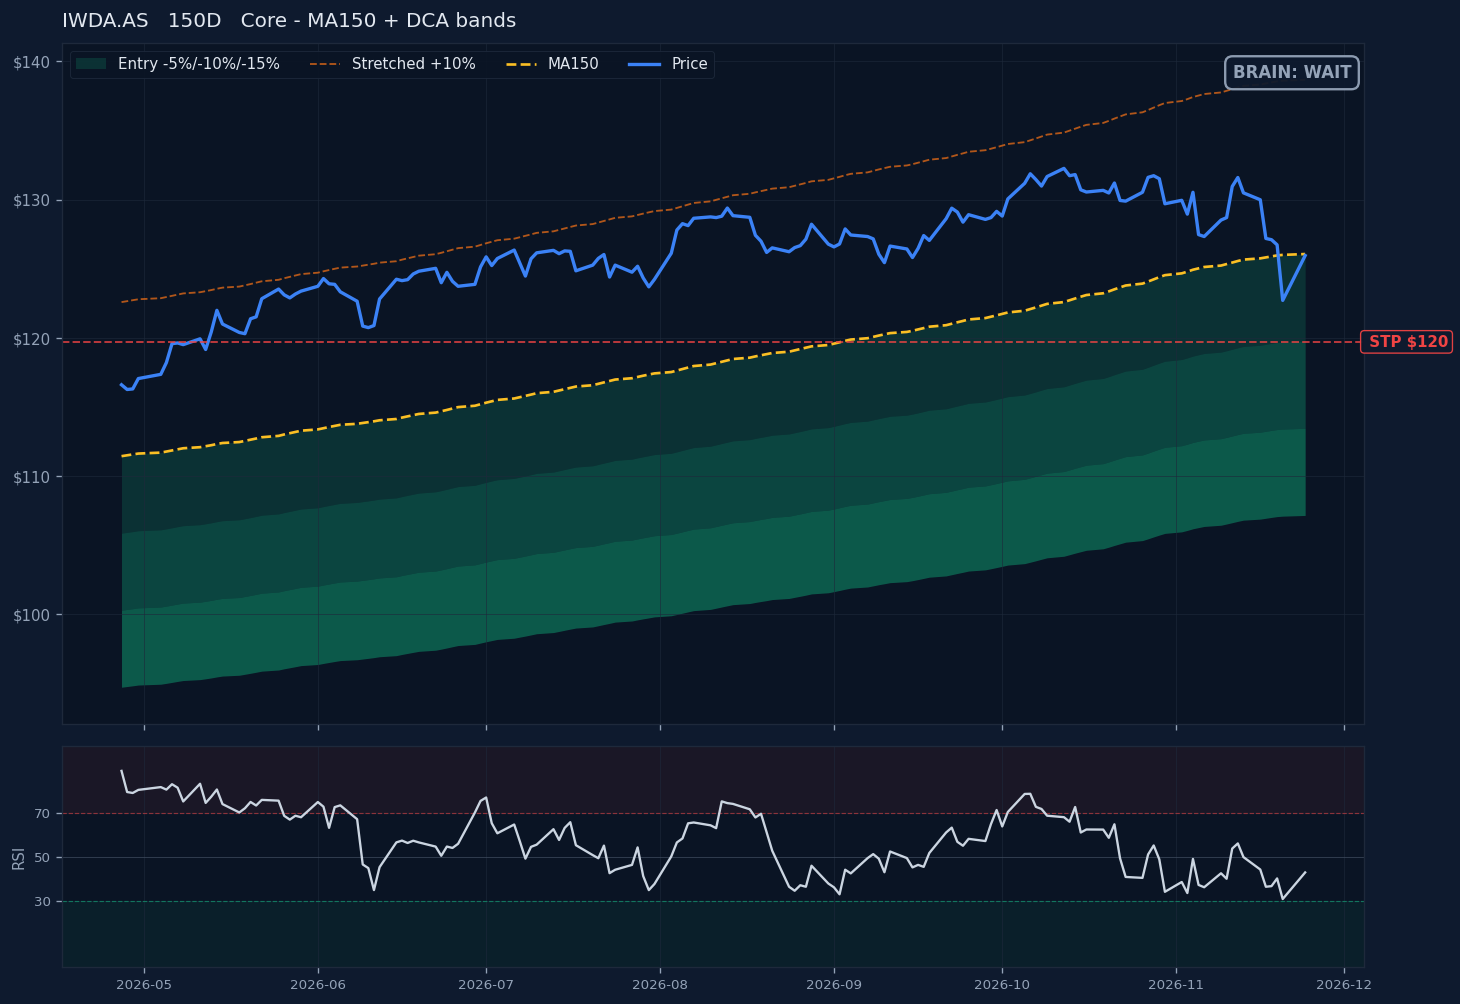 IWDA.AS   150D   Core - MA150 + DCA bands
Entry -5%/-10%/-15%
Stretched +10%
MA150
Price
BRAIN: WAIT
$140
$130
$120
$110
$100
STP $120
RSI
70
50
30
2026-05
2026-06
2026-07
2026-08
2026-09
2026-10
2026-11
2026-12